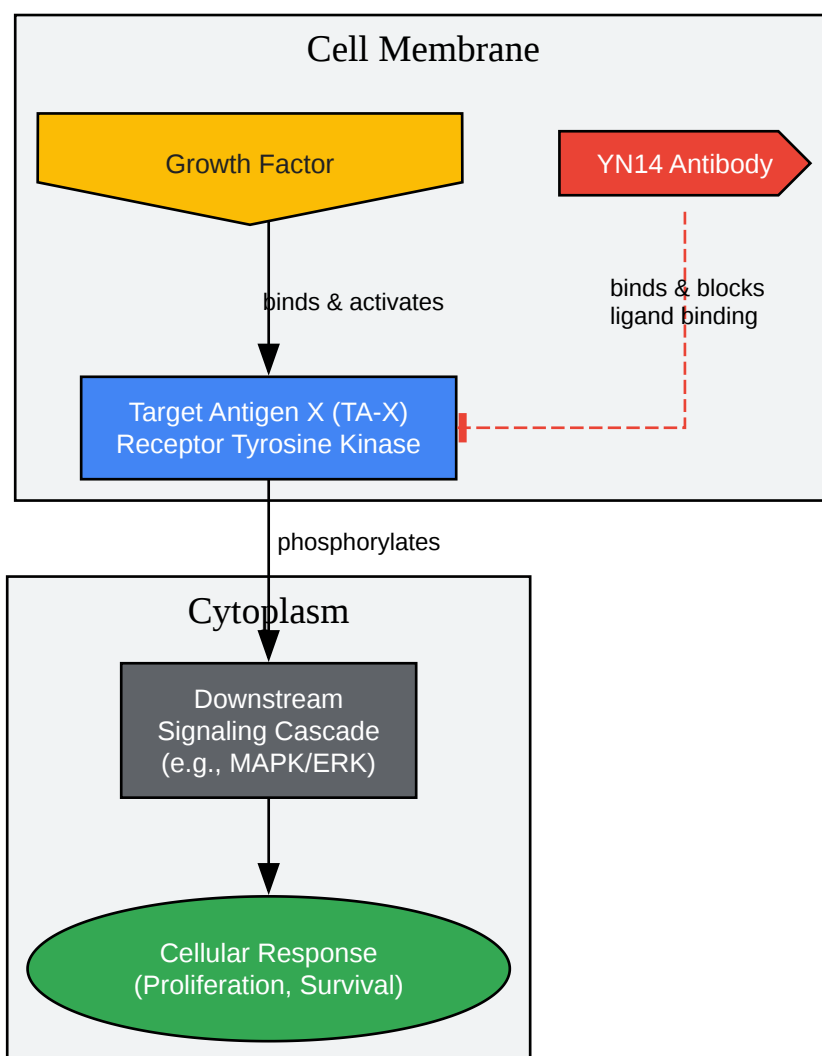 Cell Membrane
Growth Factor
YN14 Antibody
binds & activates
binds & blocks
ligand binding
Target Antigen X (TA-X)
Receptor Tyrosine Kinase
phosphorylates
Cytoplasm
Downstream
Signaling Cascade
(e.g., MAPK/ERK)
Cellular Response
(Proliferation, Survival)